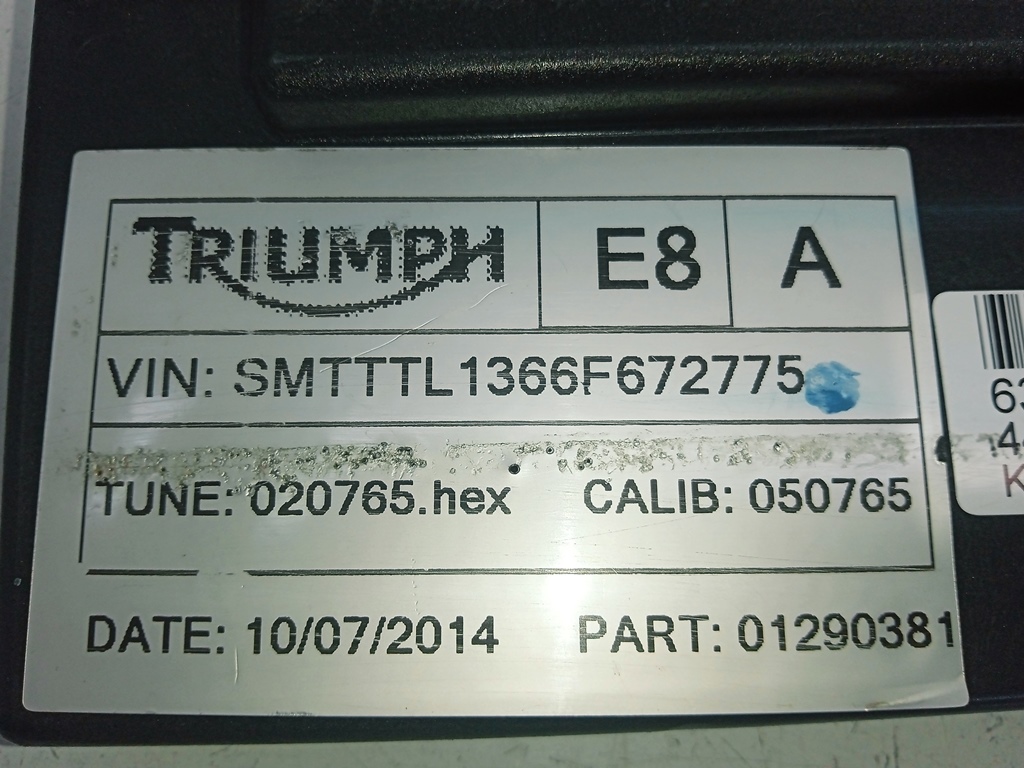 TRIUMPH E8 A
VIN: SMTTTL1366F672775
TUNE: 020765.hex CALIB: 050765
DATE: 10/07/2014 PART: 01290381
K